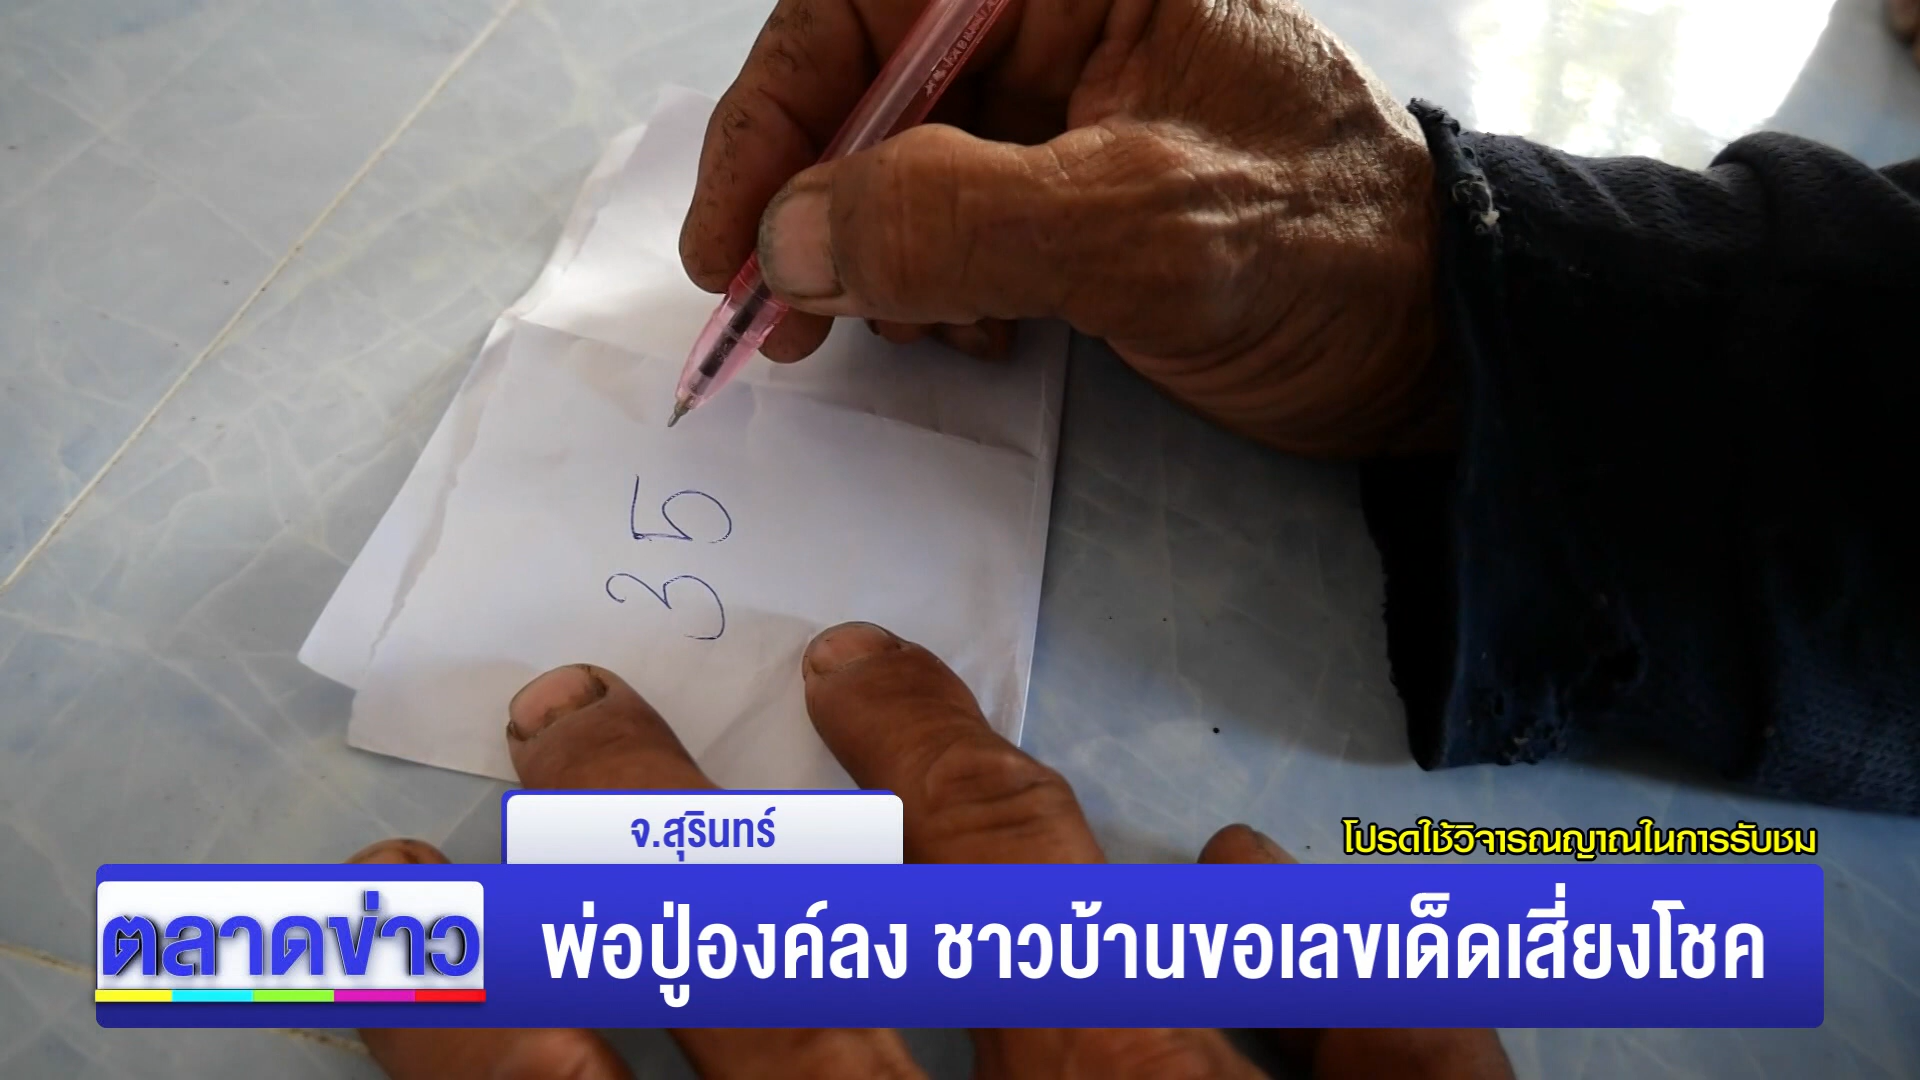 35
จ.สุรินทร์
โปรดใช้วิจารณญาณในการรับชม
ตลาดข่าว
พ่อปู่องค์ลง ชาวบ้านขอเลขเด็ดเสี่ยงโชค